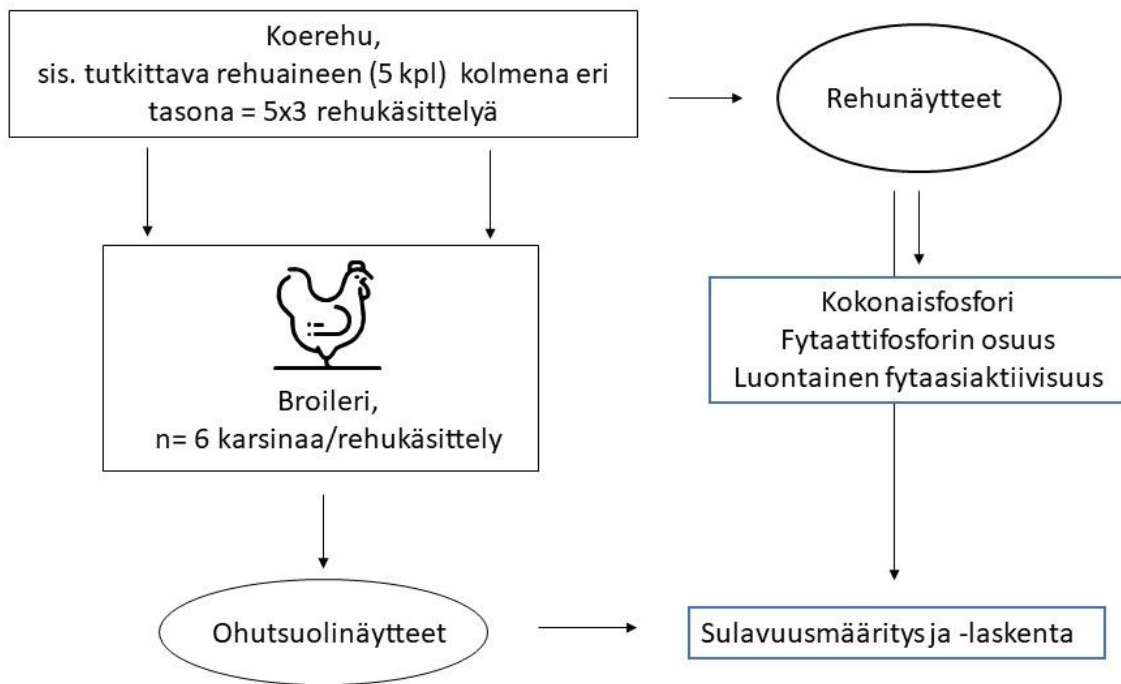 Koerehu,
sis. tutkittava rehuaineen (5 kpl) kolmena eri
tasona = 5x3 rehukäsittelyä
Rehunäytteet
Kokonaisfosfori
Fytaattifosforin osuus
Luontainen fytaasiaktiivisuus
Broileri,
n= 6 karsinaa/rehukäsittely
Ohutsuolinäytteet
Sulavuusmääritys ja -laskenta